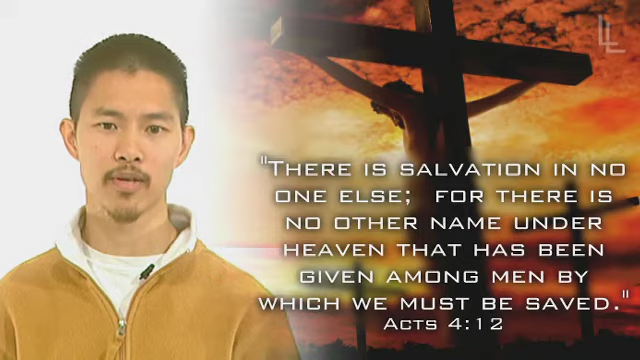 LL
"There is salvation in no
one else; for there is
no other name under
heaven that has been
given among men by
which we must be saved."
Acts 4:12